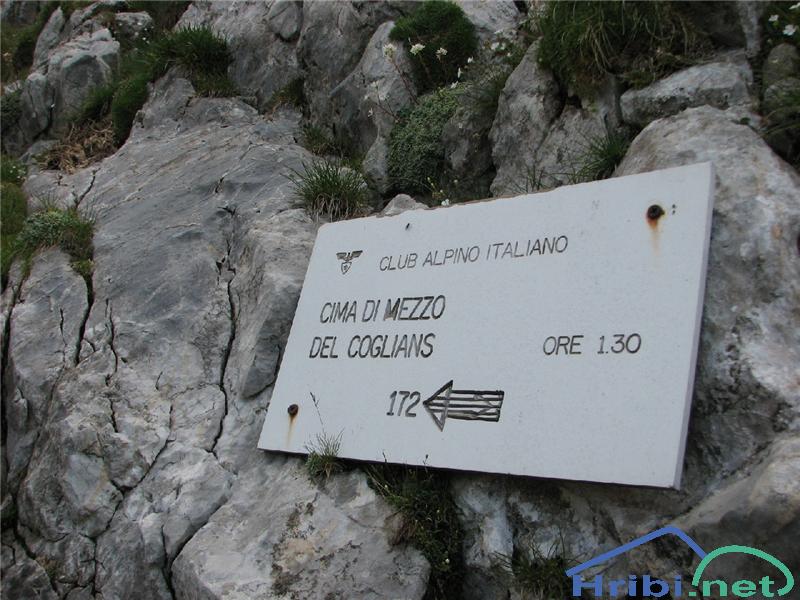 CLUB ALPINO ITALIANO
CIMA DI MEZZO
DEL COGLIANS
ORE 1.30
172
Hribi.net